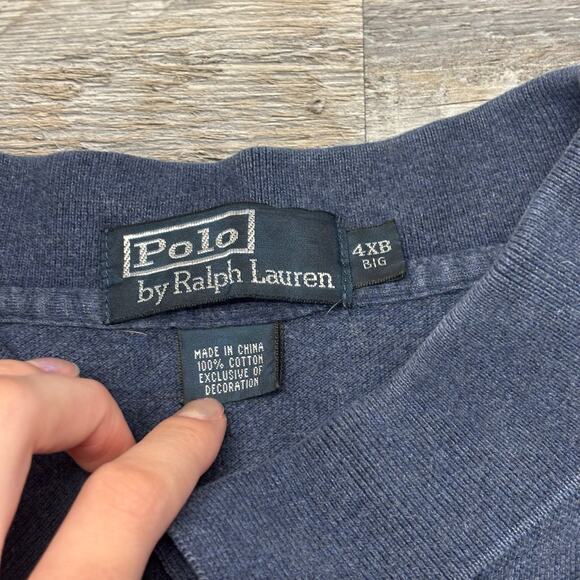 Polo
by Ralph Lauren
4XB
BIG
MADE IN CHINA
100% COTTON
EXCLUSIVE OF
DECORATION